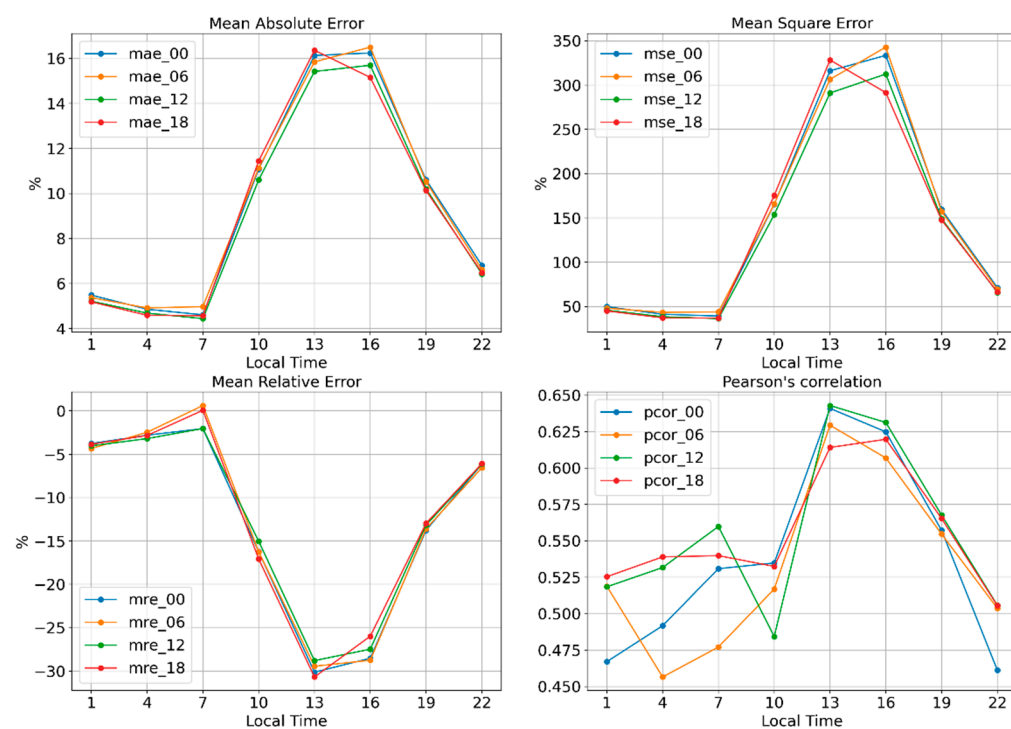 Mean Absolute Error
mae_00
mae_06
mae_12
mae_18
16
14
12
10
8
6
4
%
1 4 7 10 13 16 19 22
Local Time
Mean Square Error
mse_00
mse_06
mse_12
mse_18
350
300
250
200
150
100
50
%
1 4 7 10 13 16 19 22
Local Time
Mean Relative Error
mre_00
mre_06
mre_12
mre_18
0
−5
−10
−15
−20
−25
−30
%
1 4 7 10 13 16 19 22
Local Time
Pearson's correlation
pcor_00
pcor_06
pcor_12
pcor_18
0.650
0.625
0.600
0.575
0.550
0.525
0.500
0.475
0.450
1 4 7 10 13 16 19 22
Local Time